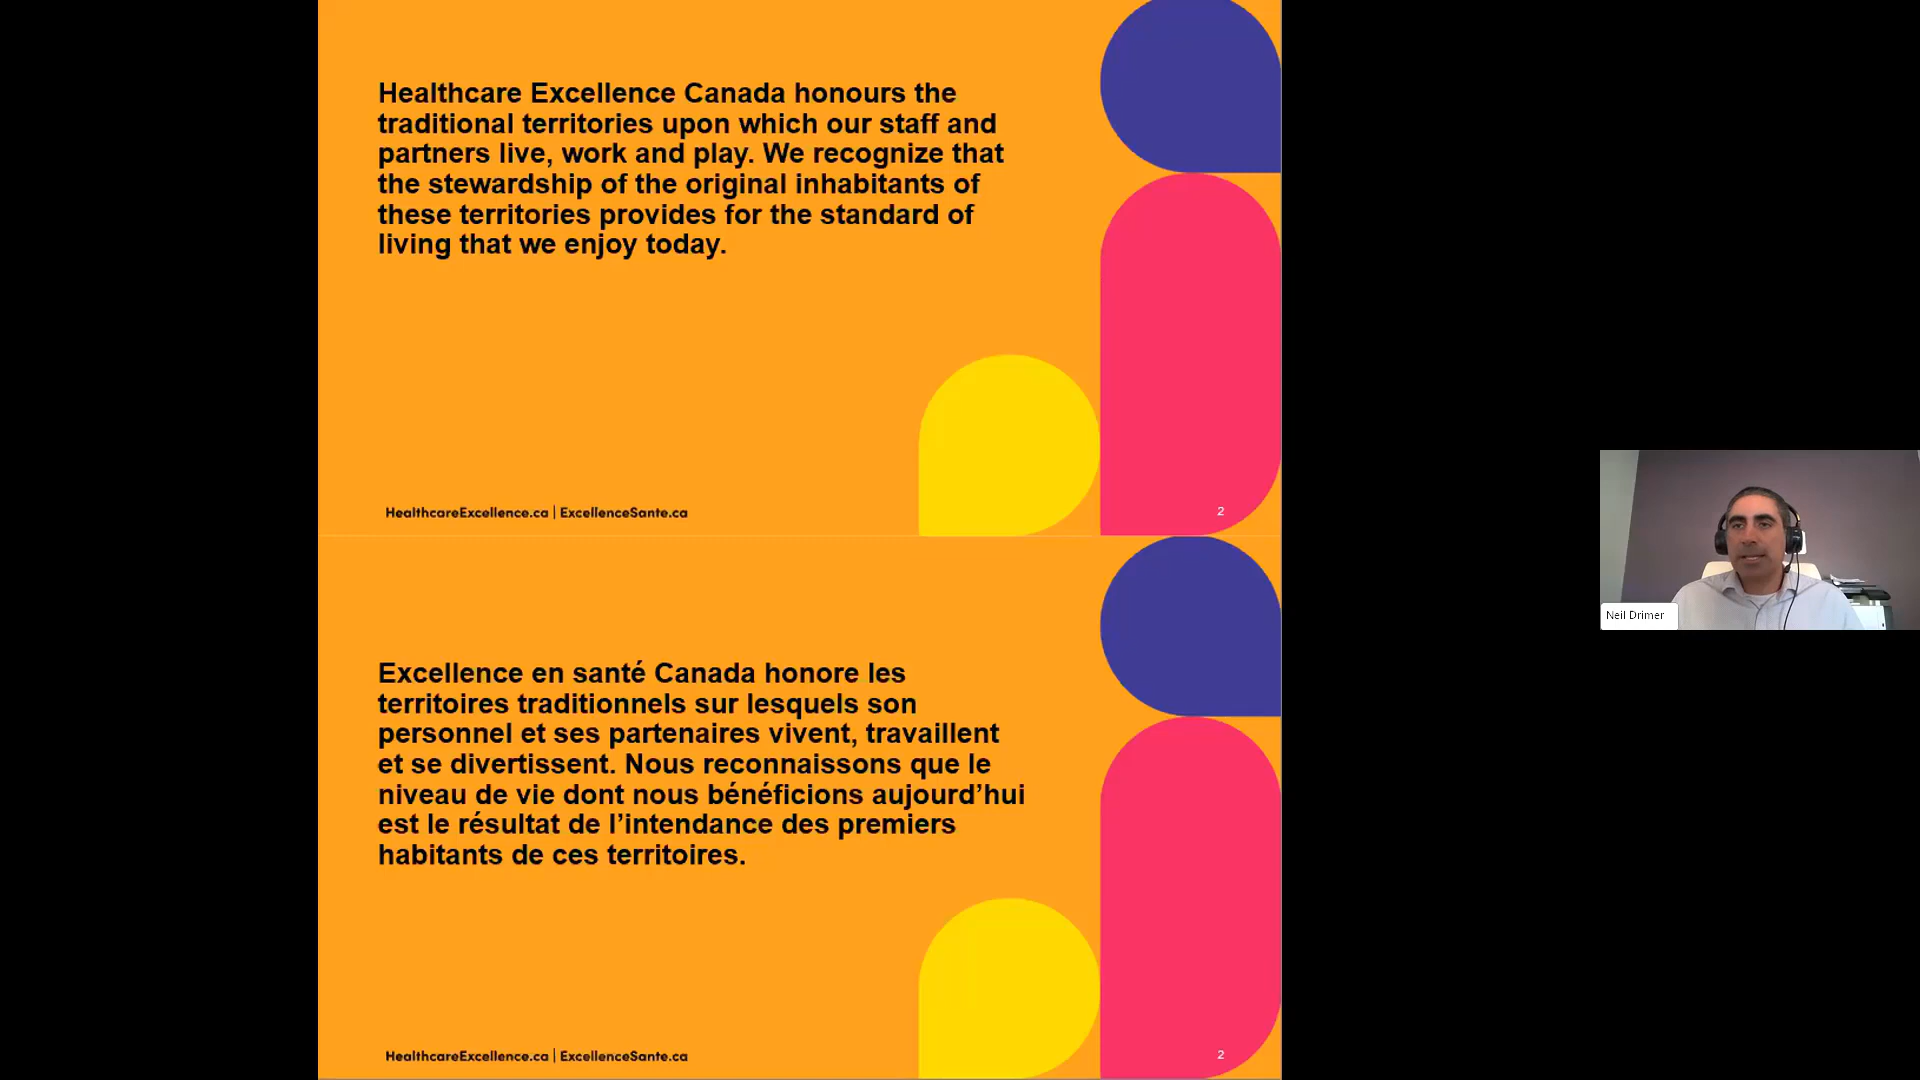 Healthcare Excellence Canada honours the
traditional territories upon which our staff and
partners live, work and play. We recognize that
the stewardship of the original inhabitants of
these territories provides for the standard of
living that we enjoy today.
HealthcareExcellence.ca | ExcellenceSante.ca
2
Excellence en santé Canada honore les
territoires traditionnels sur lesquels son
personnel et ses partenaires vivent, travaillent
et se divertissent. Nous reconnaissons que le
niveau de vie dont nous bénéficions aujourd’hui
est le résultat de l’intendance des premiers
habitants de ces territoires.
HealthcareExcellence.ca | ExcellenceSante.ca
2
Neil Drimer